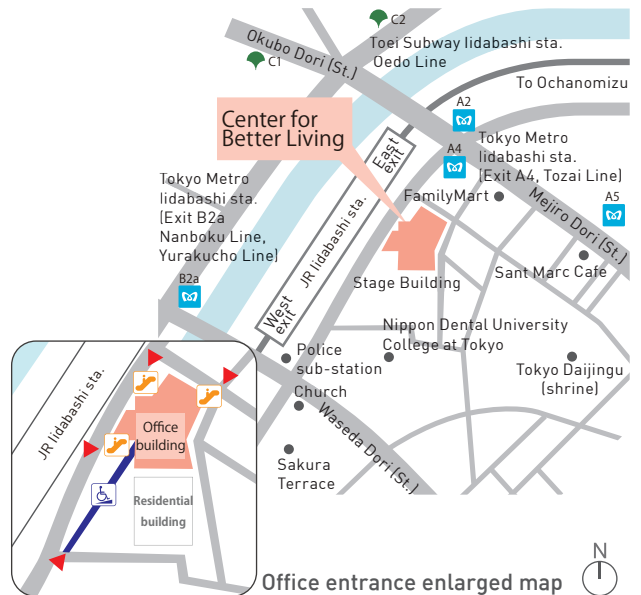 C2
Okubo Dori (St.)
C1
Toei Subway Iidabashi sta.
Oedo Line
To Ochanomizu
A2
Center for
Better Living
East
exit
A4
Tokyo Metro
Iidabashi sta.
(Exit A4, Tozai Line)
Tokyo Metro
Iidabashi sta.
(Exit B2a
Nanboku Line,
Yurakucho Line)
FamilyMart
A5
Mejiro Dori (St.)
JR Iidabashi sta.
Sant Marc Cafe
Stage Building
B2a
West
exit
Nippon Dental University
College at Tokyo
Police
sub-station
Tokyo Daijingu
(shrine)
Church
Waseda Dori (St.)
Sakura
Terrace
JR Iidabashi sta.
Office
building
Residential
building
N
Office entrance enlarged map